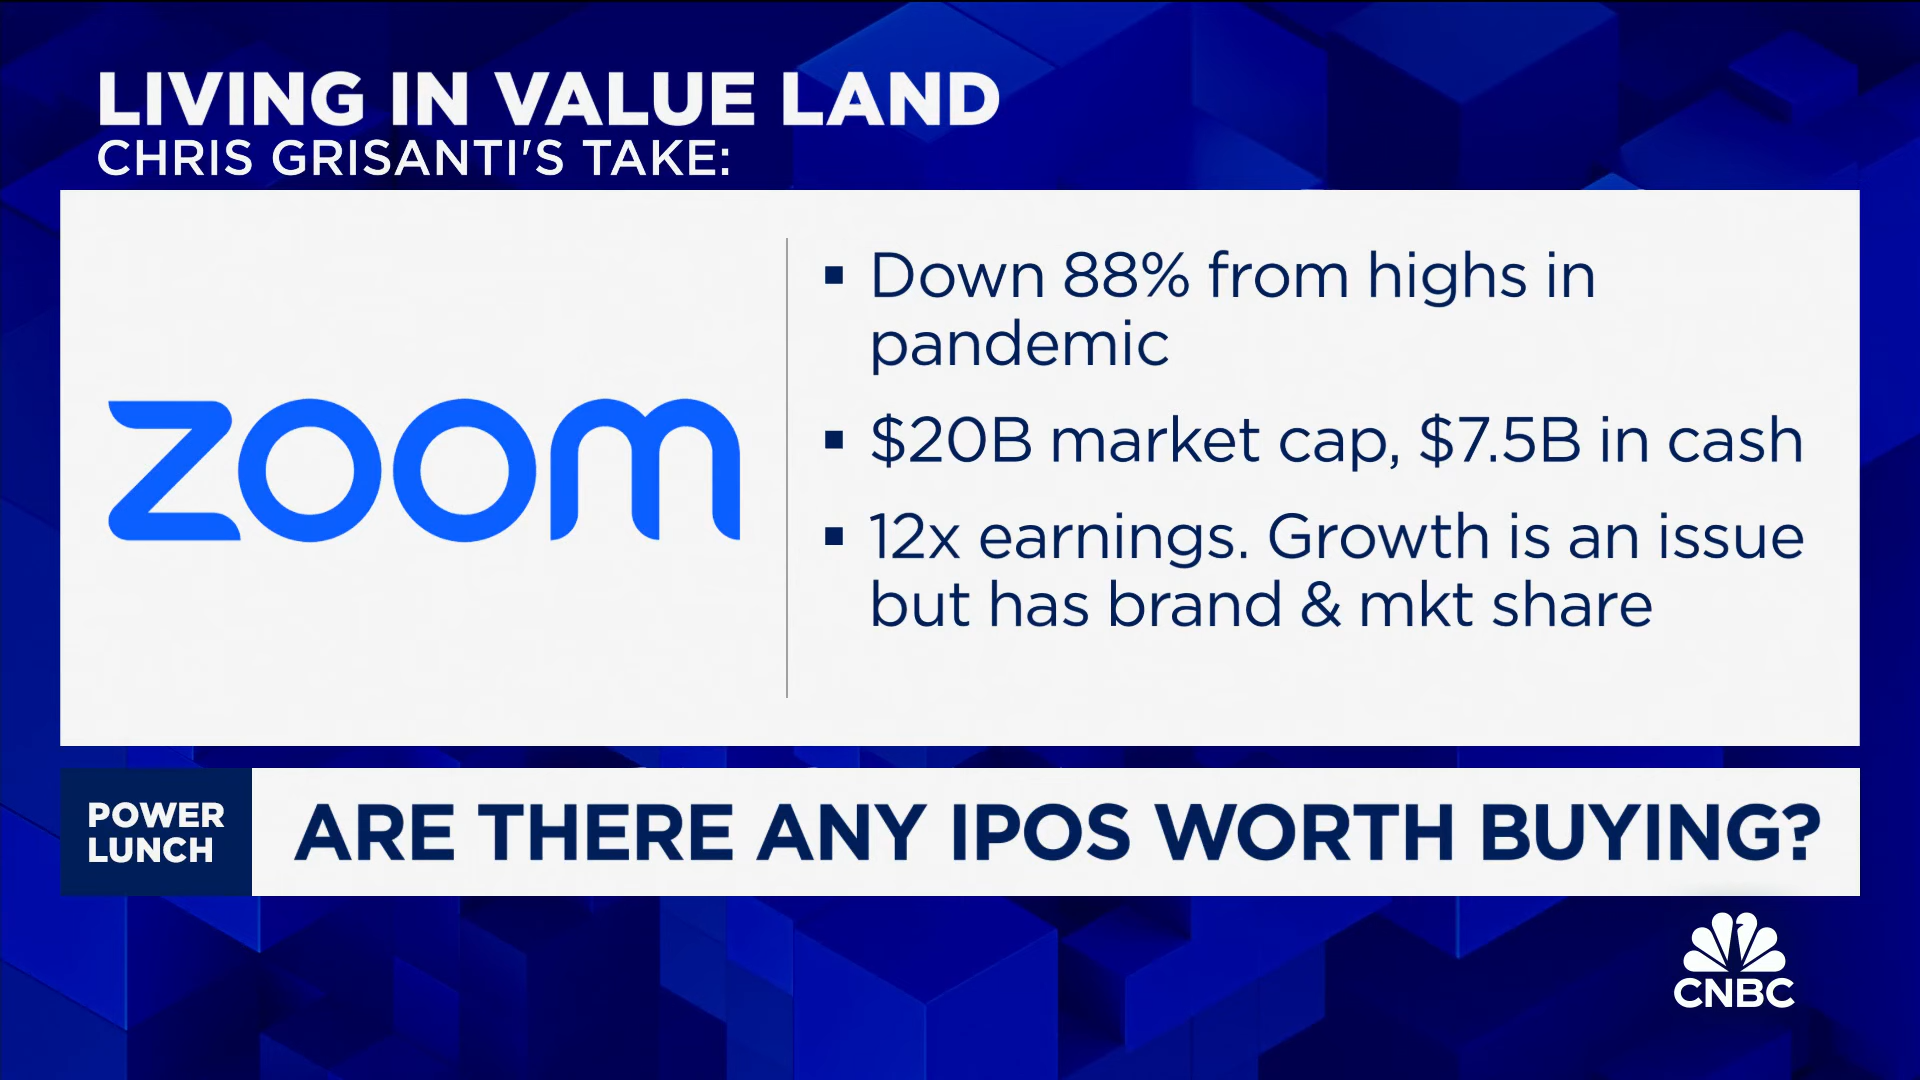 LIVING IN VALUE LAND
CHRIS GRISANTI'S TAKE:
zoom
▪ Down 88% from highs in
pandemic
▪ $20B market cap, $7.5B in cash
▪ 12x earnings. Growth is an issue
but has brand & mkt share
POWER
LUNCH
ARE THERE ANY IPOS WORTH BUYING?
CNBC